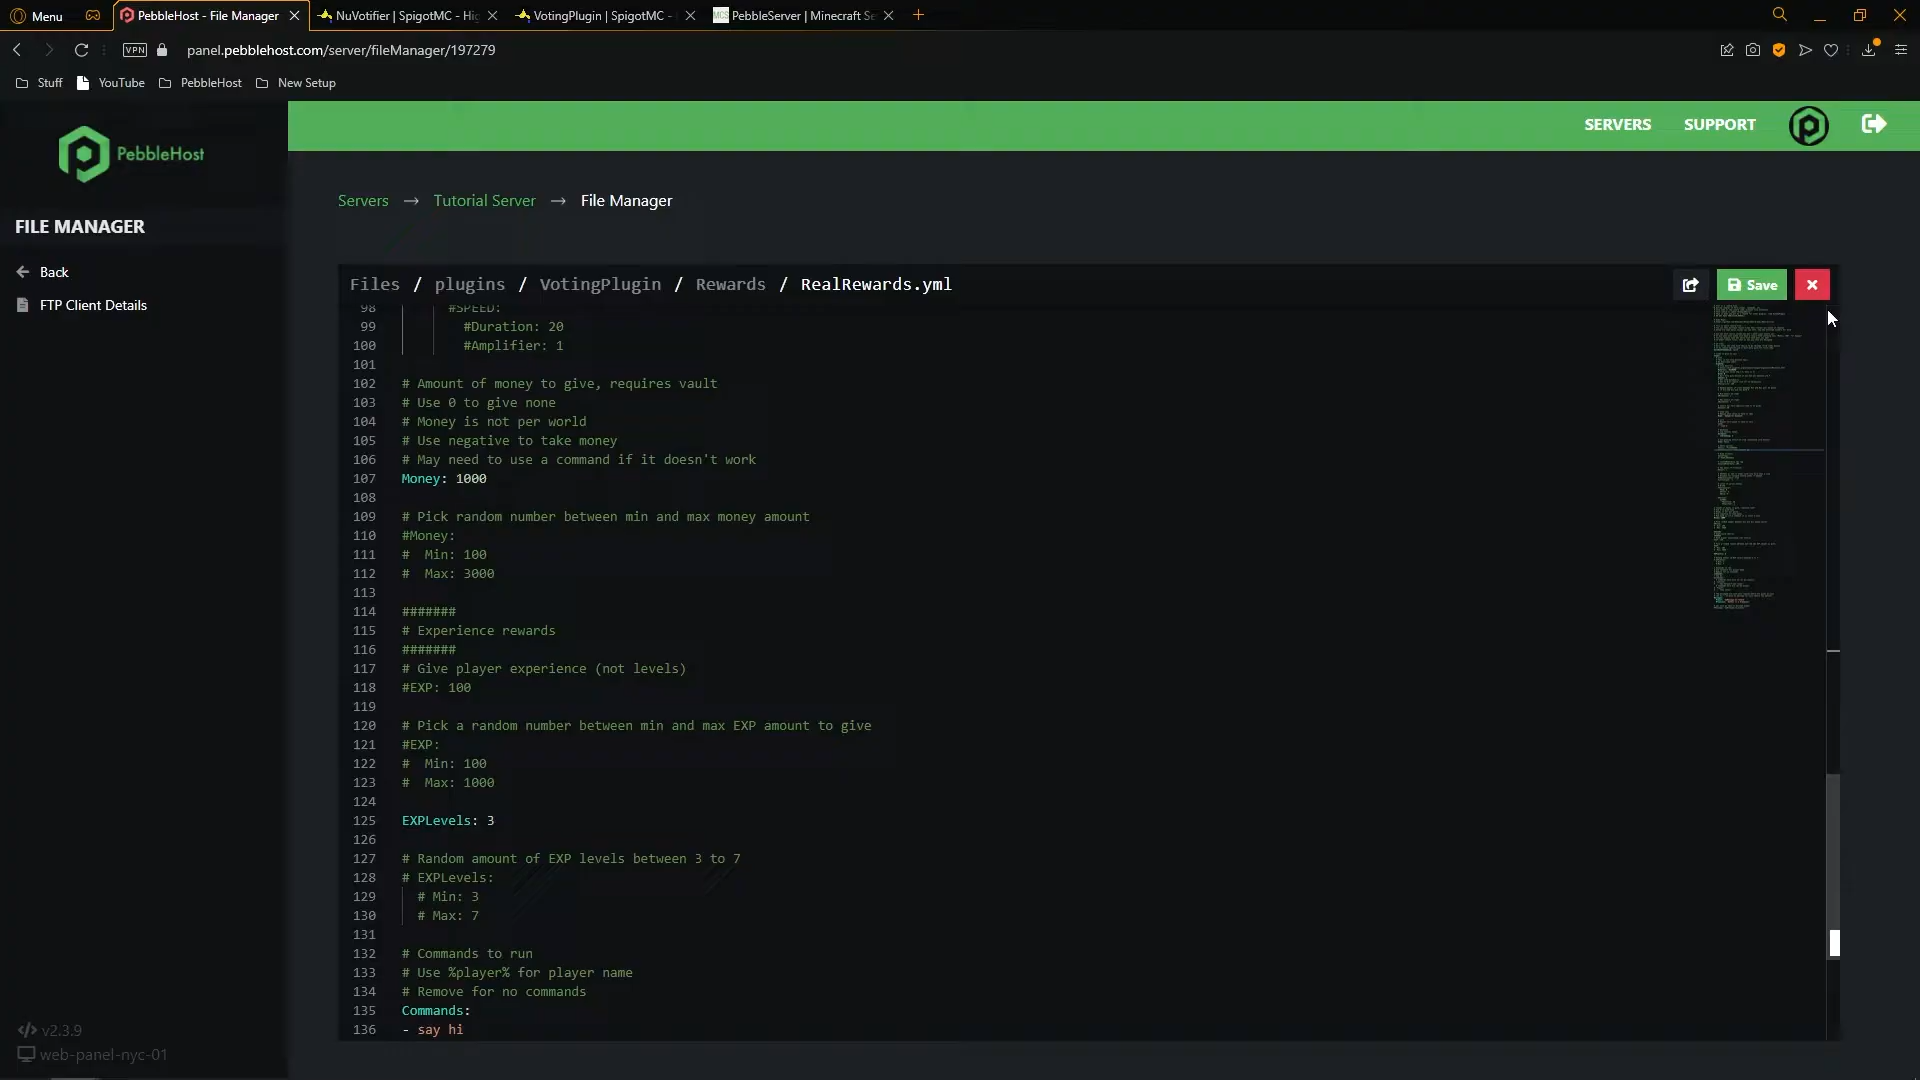 Menu
PebbleHost - File Manager
NuVotifier | SpigotMC - Hig
VotingPlugin | SpigotMC -
MCS PebbleServer | Minecraft Se
VPN
panel.pebblehost.com/server/fileManager/197279
Stuff
YouTube
PebbleHost
New Setup
PebbleHost
SERVERS
SUPPORT
FILE MANAGER
Back
FTP Client Details
Servers → Tutorial Server → File Manager
Files / plugins / VotingPlugin / Rewards / RealRewards.yml
Save
98 #SPEED:
99 #Duration: 20
100 #Amplifier: 1
101
102 # Amount of money to give, requires vault
103 # Use 0 to give none
104 # Money is not per world
105 # Use negative to take money
106 # May need to use a command if it doesn't work
107 Money: 1000
108
109 # Pick random number between min and max money amount
110 #Money:
111 #  Min: 100
112 #  Max: 3000
113
114 #######
115 # Experience rewards
116 #######
117 # Give player experience (not levels)
118 #EXP: 100
119
120 # Pick a random number between min and max EXP amount to give
121 #EXP:
122 #  Min: 100
123 #  Max: 1000
124
125 EXPLevels: 3
126
127 # Random amount of EXP levels between 3 to 7
128 # EXPLevels:
129 # Min: 3
130 # Max: 7
131
132 # Commands to run
133 # Use %player% for player name
134 # Remove for no commands
135 Commands:
136 - say hi
v2.3.9
web-panel-nyc-01